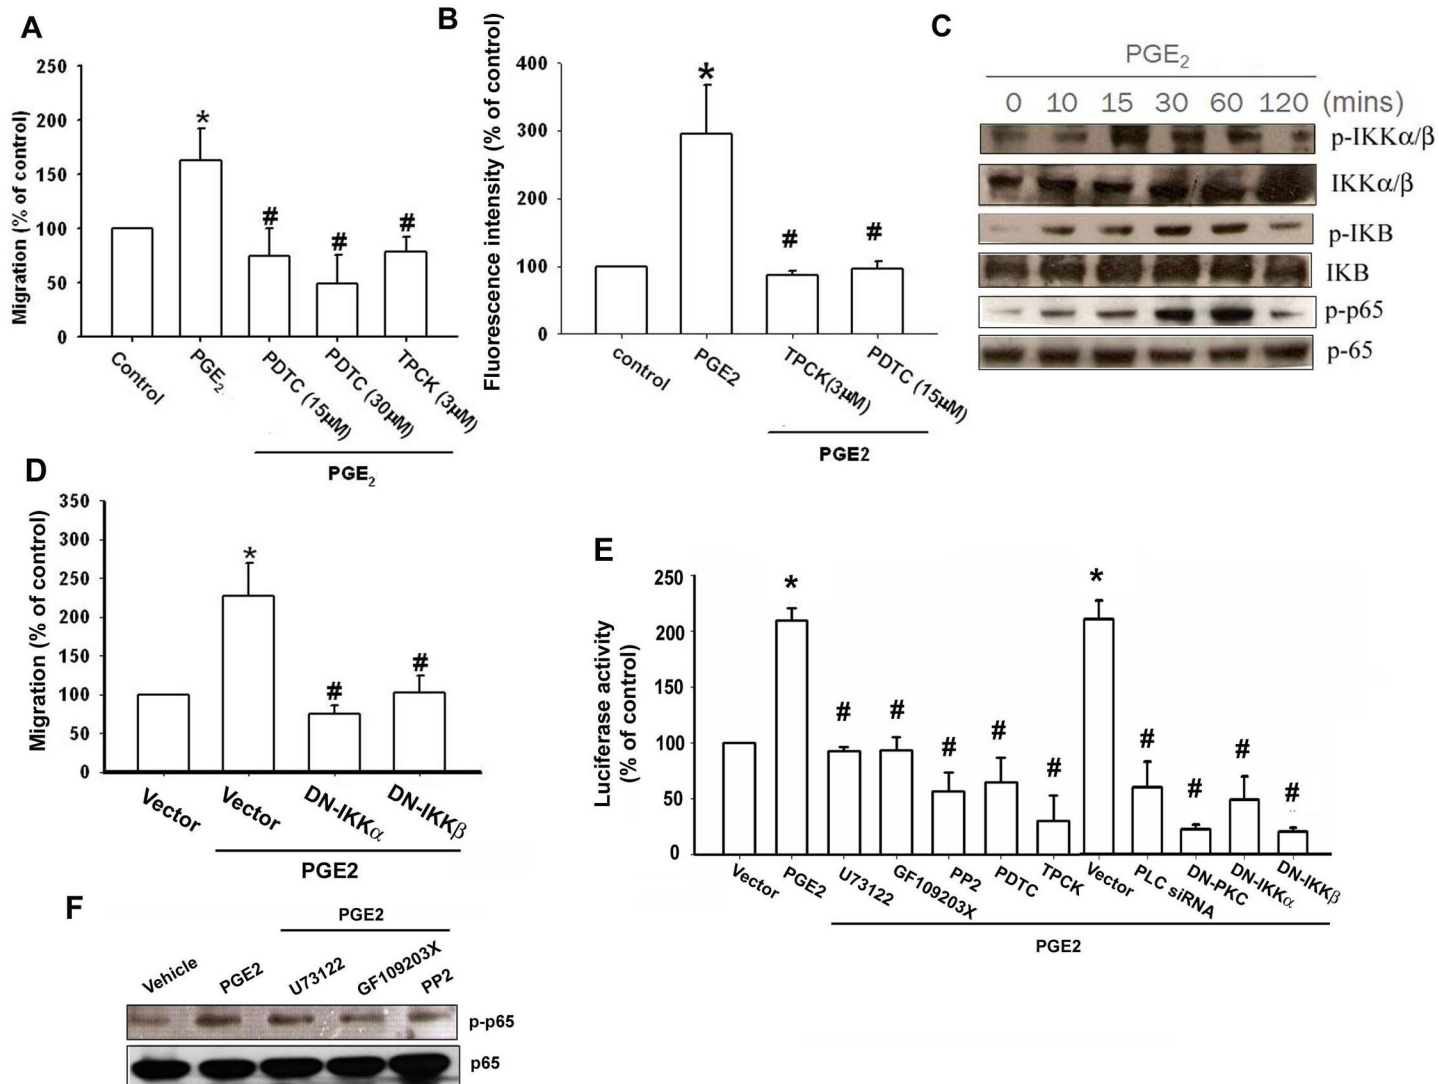 A
Migration (% of control)
250
200
150
100
50
0
*
#
#
#
Control
PGE2
PDTC (15μM)
PDTC (30μM)
TPCK (3μM)
PGE2
B
Fluorescence intensity (% of control)
400
300
200
100
0
*
#
#
control
PGE2
TPCK(3μM)
PDTC (15μM)
PGE2
C
PGE2
0 10 15 30 60 120 (mins)
p-IKKα/β
IKKα/β
p-IKB
IKB
p-p65
p-65
D
Migration (% of control)
350
300
250
200
150
100
50
0
*
#
#
Vector
Vector
DN-IKKα
DN-IKKβ
PGE2
E
Luciferase activity
(% of control)
250
200
150
100
50
0
*
#
#
#
#
#
*
#
#
#
#
Vector
PGE2
U73122
GF109203X
PP2
PDTC
TPCK
Vector
PLC siRNA
DN-PKC
DN-IKKα
DN-IKKβ
PGE2
F
PGE2
Vehicle
PGE2
U73122
GF109203X
PP2
p-p65
p65